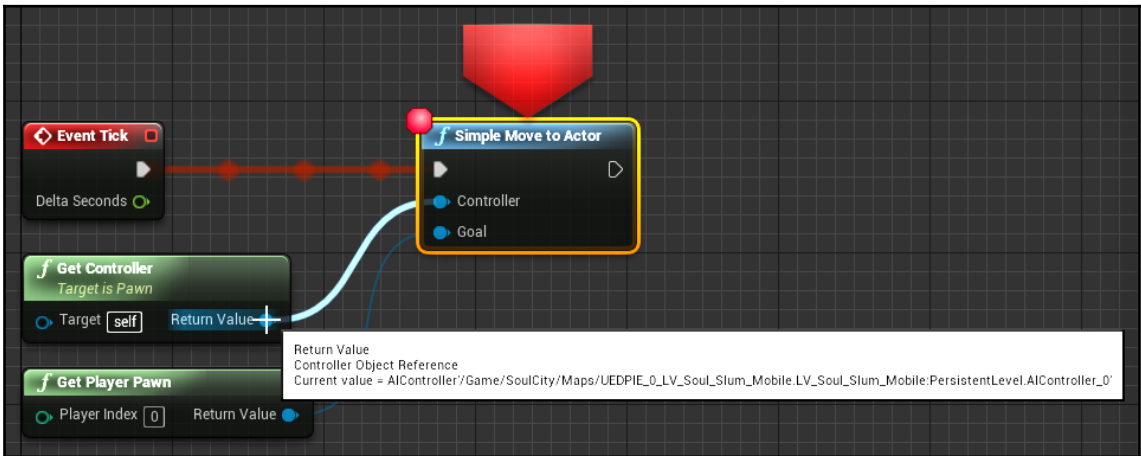 Event Tick
Delta Seconds
f Simple Move to Actor
Controller
Goal
f Get Controller
Target is Pawn
Target self Return Value
Return Value
Controller Object Reference
Current value = AIController'/Game/SoulCity/Maps/UEDPIE_0_LV_Soul_Slum_Mobile.LV_Soul_Slum_Mobile:PersistentLevel.AIController_0'
f Get Player Pawn
Player Index 0 Return Value